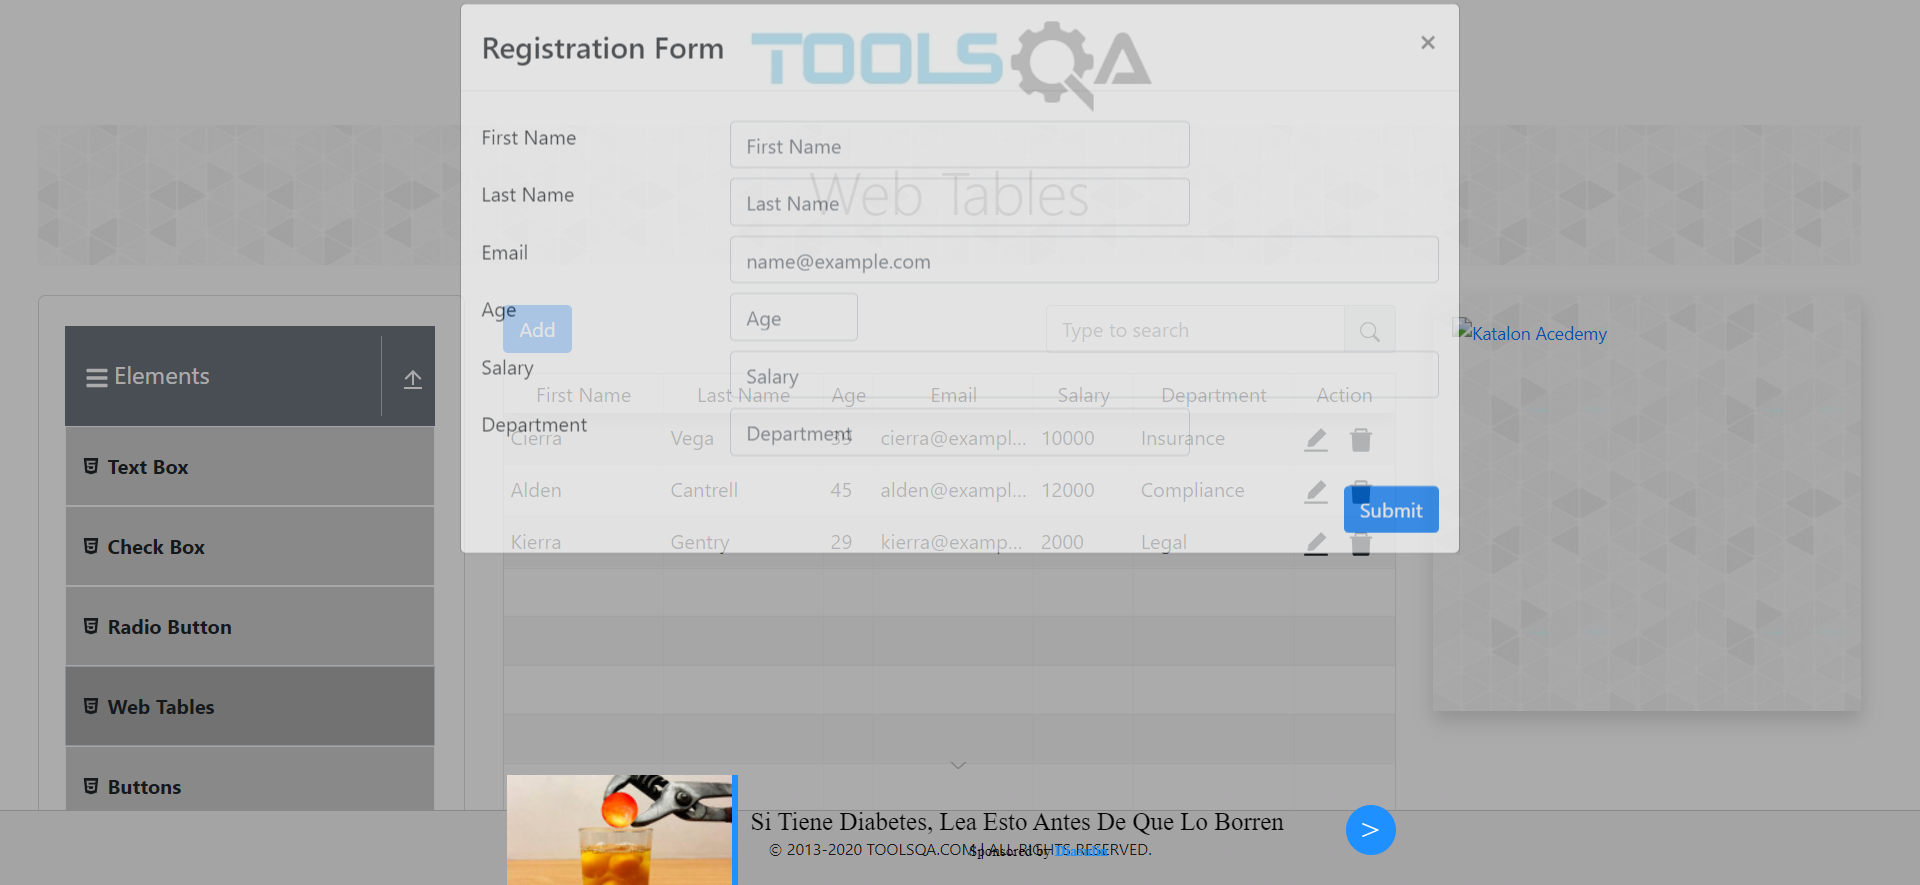 Registration Form
TOOLSQA
×
First Name
First Name
Last Name
Last Name
Web Tables
Email
name@example.com
Age
Age
Add
Type to search
Katalon Acedemy
Salary
Salary
Elements
First Name Last Name Age Email Salary Department Action
Department
Department
Cierra Vega 39 cierra@exampl... 10000 Insurance
Text Box
Alden Cantrell 45 alden@exampl... 12000 Compliance
Submit
Kierra Gentry 29 kierra@examp... 2000 Legal
Check Box
Radio Button
Web Tables
Buttons
Si Tiene Diabetes, Lea Esto Antes De Que Lo Borren
>
© 2013-2020 TOOLSQA.COM | ALL RIGHTS RESERVED.
Sponsored by